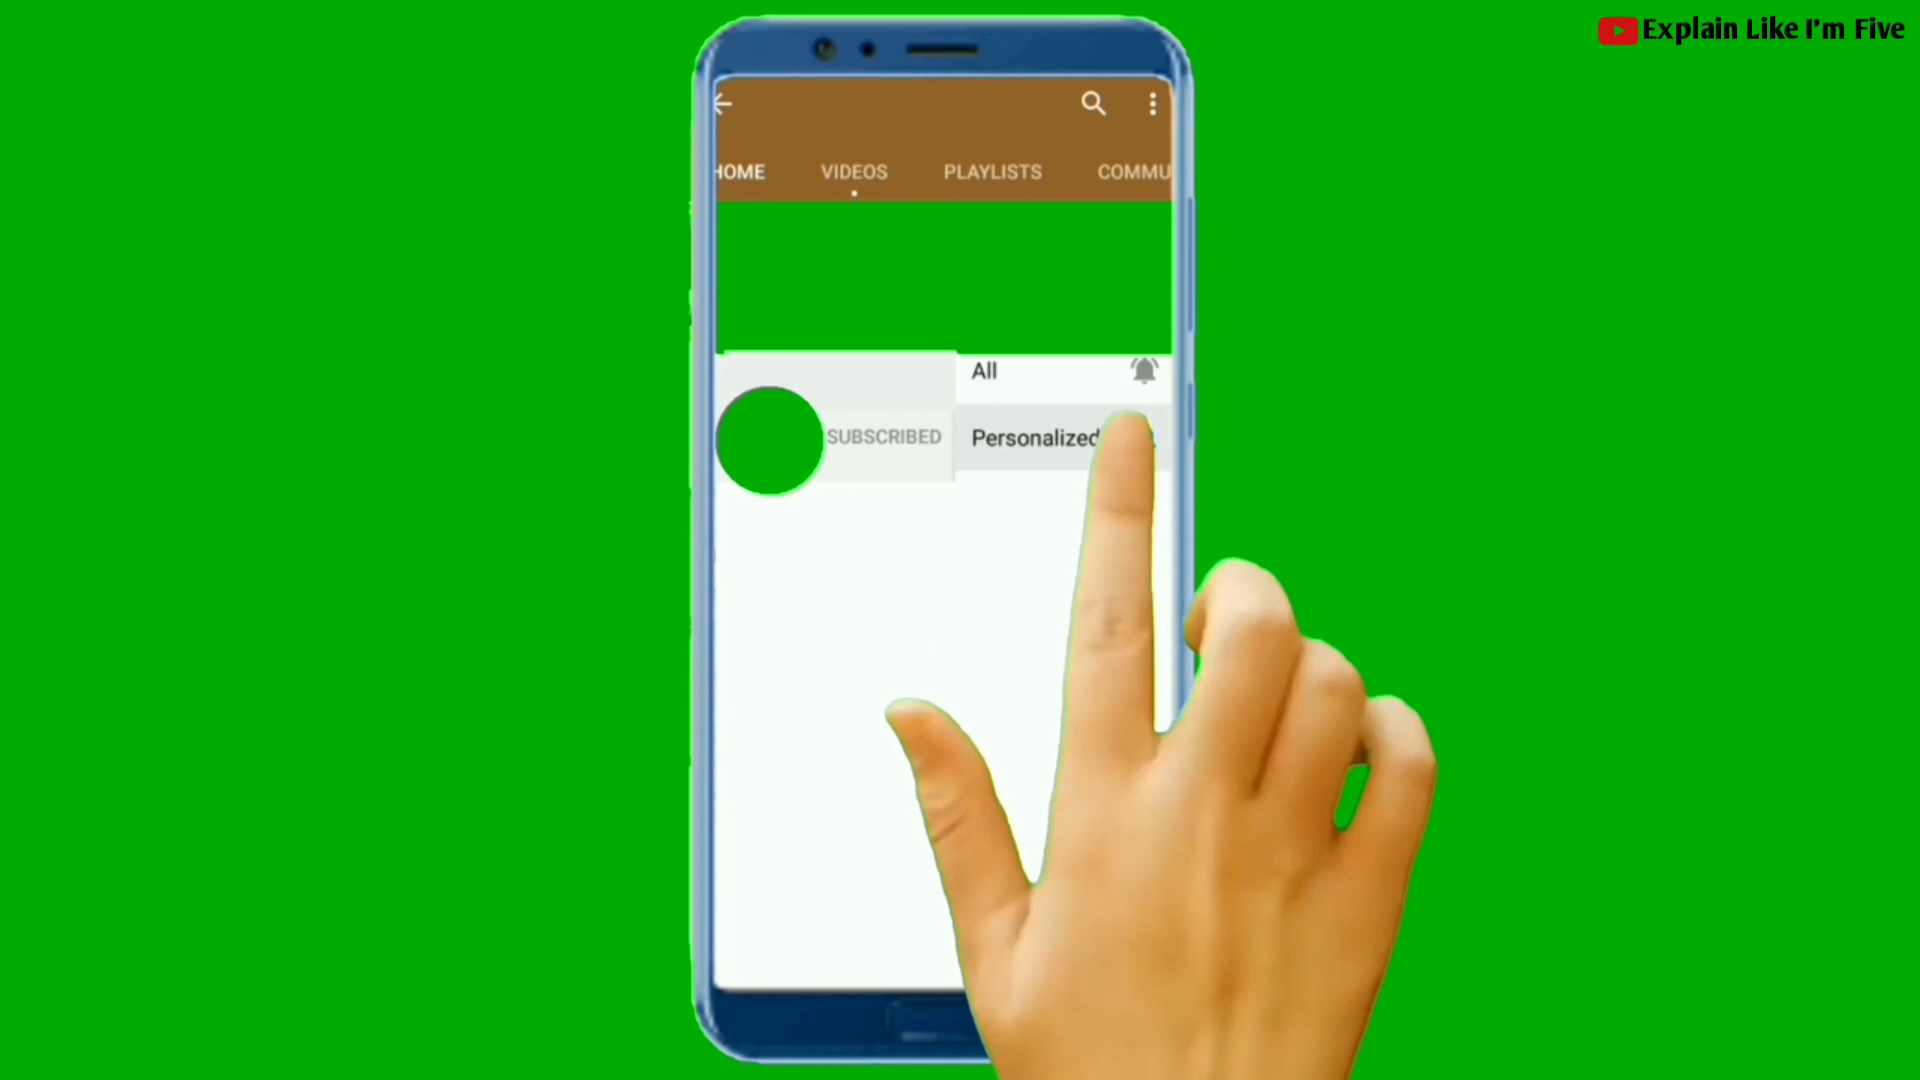 Explain Like I'm Five
HOME VIDEOS PLAYLISTS COMMU
All
SUBSCRIBED Personalized